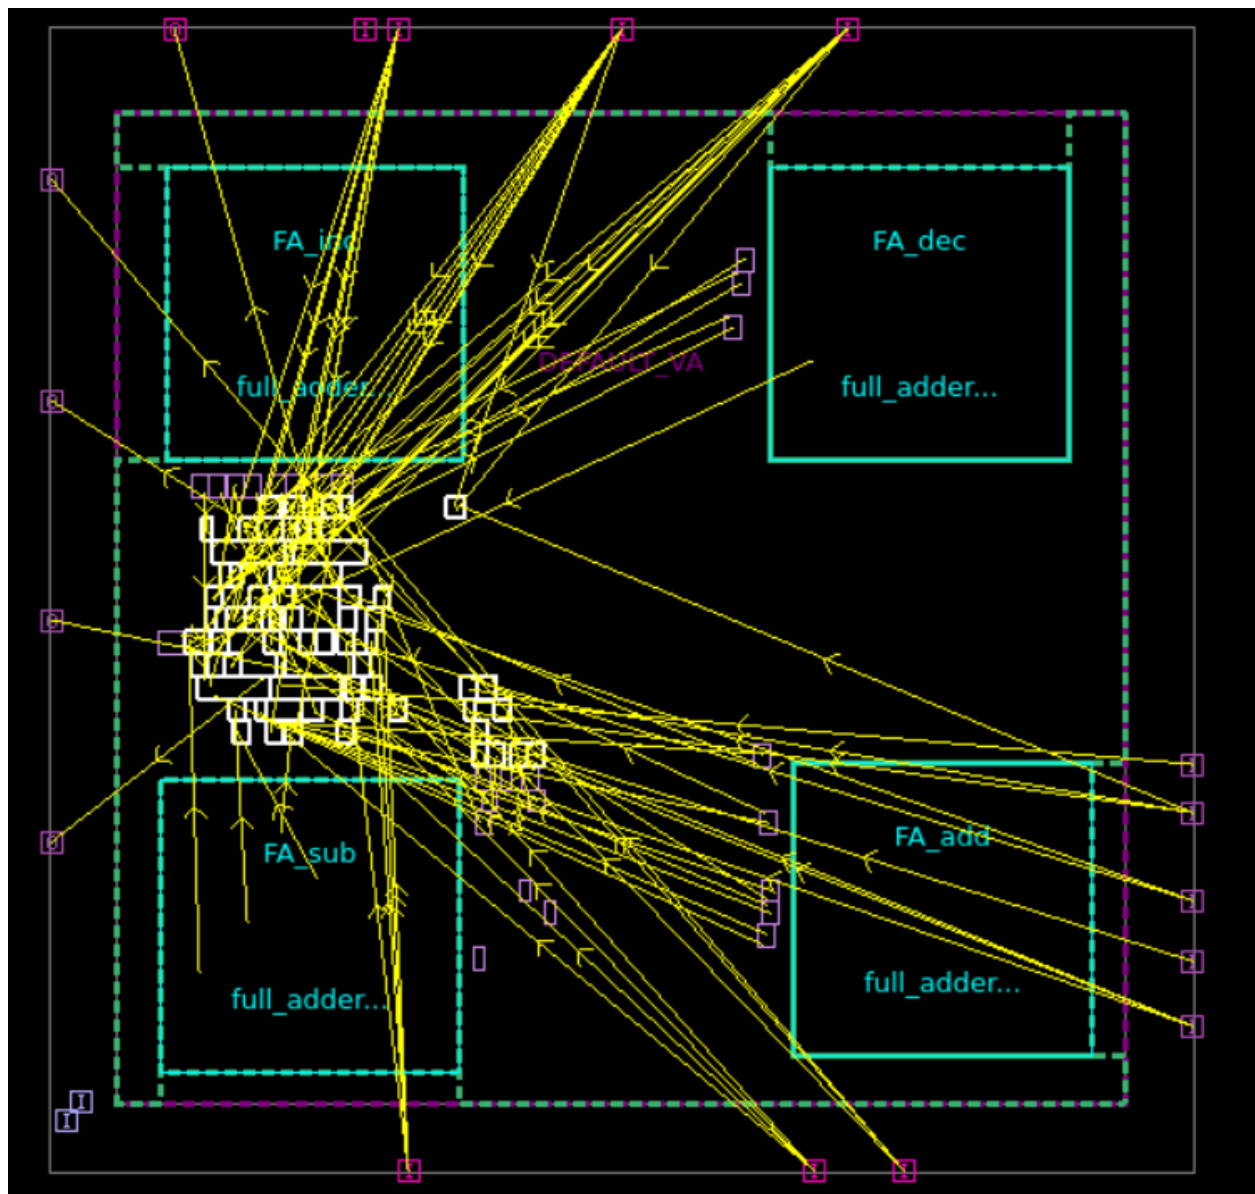 O I I I I
O
FA_inc
FA_dec
DEFAULT_VA
full_adder...
full_adder...
O
O
I
I
FA_add
O
FA_sub
I
I
full_adder...
full_adder...
I
I
I
I I I